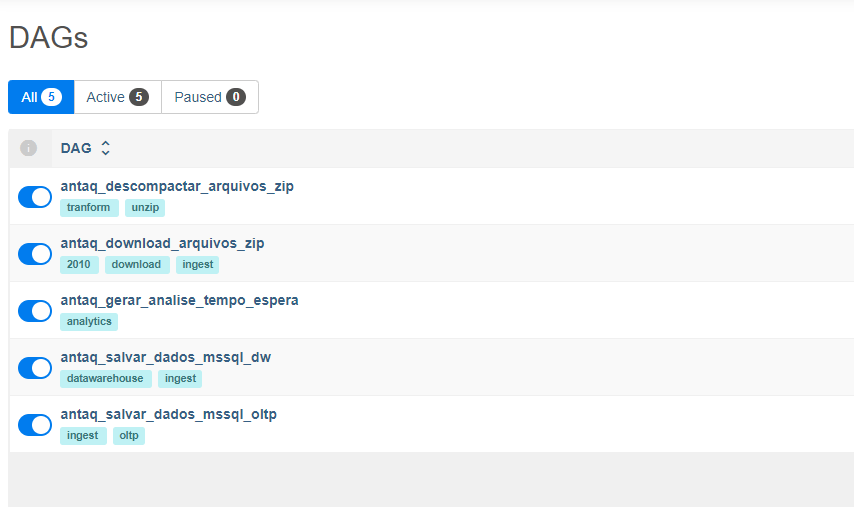 DAGs
All 5 Active 5 Paused 0
i DAG
antaq_descompactar_arquivos_zip
tranform unzip
antaq_download_arquivos_zip
2010 download ingest
antaq_gerar_analise_tempo_espera
analytics
antaq_salvar_dados_mssql_dw
datawarehouse ingest
antaq_salvar_dados_mssql_oltp
ingest oltp